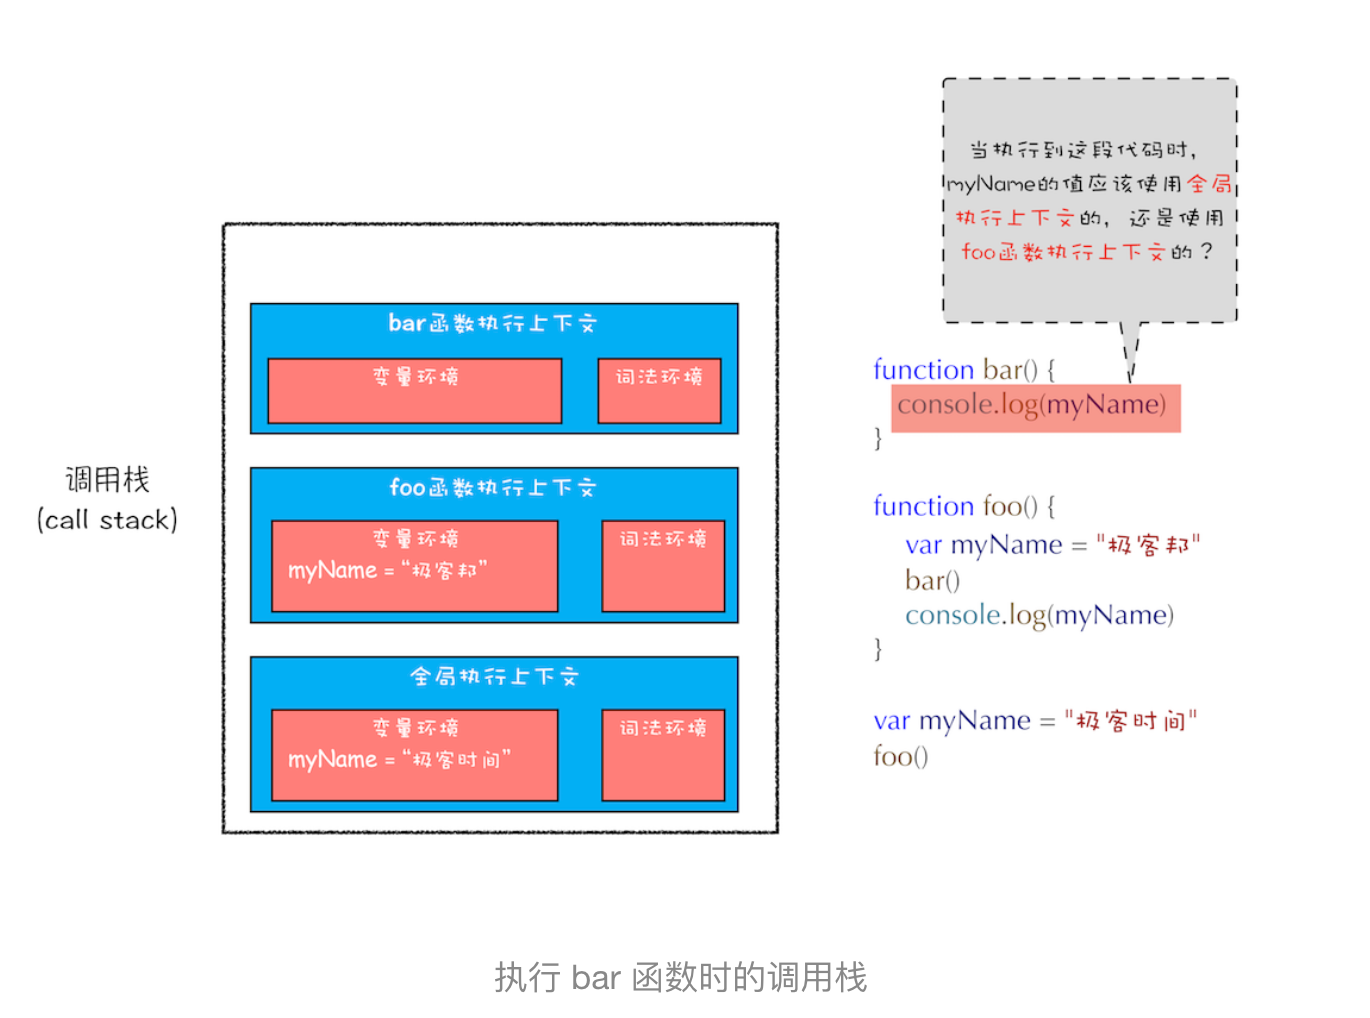 当执行到这段代码时，
myName的值应该使用全局
执行上下文的，还是使用
foo函数执行上下文的？
bar函数执行上下文
变量环境
词法环境
foo函数执行上下文
变量环境
myName = “极客邦”
词法环境
全局执行上下文
变量环境
myName = “极客时间”
词法环境
调用栈
(call stack)
function bar() {
console.log(myName)
}
function foo() {
var myName = "极客邦"
bar()
console.log(myName)
}
var myName = "极客时间"
foo()
执行 bar 函数时的调用栈